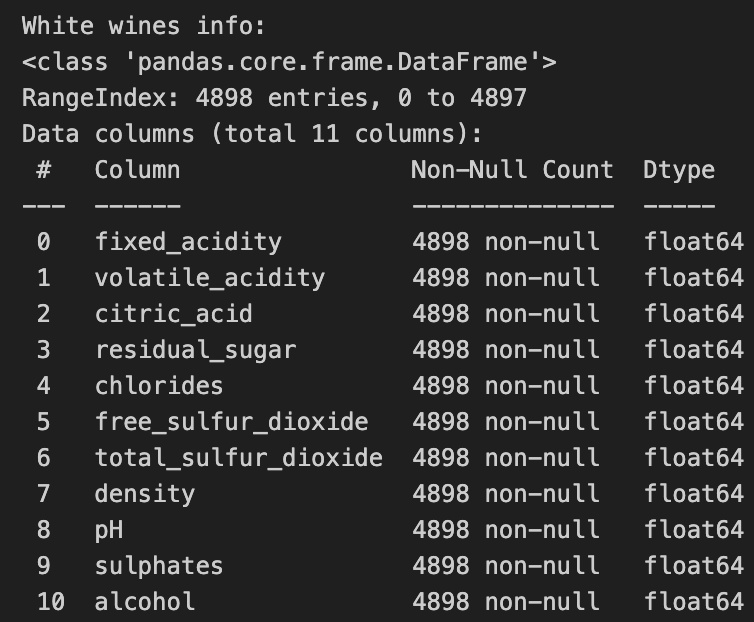 White wines info:
<class 'pandas.core.frame.DataFrame'>
RangeIndex: 4898 entries, 0 to 4897
Data columns (total 11 columns):
 #   Column                Non-Null Count  Dtype
---  ------                --------------  -----
 0   fixed_acidity         4898 non-null   float64
 1   volatile_acidity      4898 non-null   float64
 2   citric_acid           4898 non-null   float64
 3   residual_sugar        4898 non-null   float64
 4   chlorides             4898 non-null   float64
 5   free_sulfur_dioxide   4898 non-null   float64
 6   total_sulfur_dioxide  4898 non-null   float64
 7   density               4898 non-null   float64
 8   pH                    4898 non-null   float64
 9   sulphates             4898 non-null   float64
 10  alcohol               4898 non-null   float64